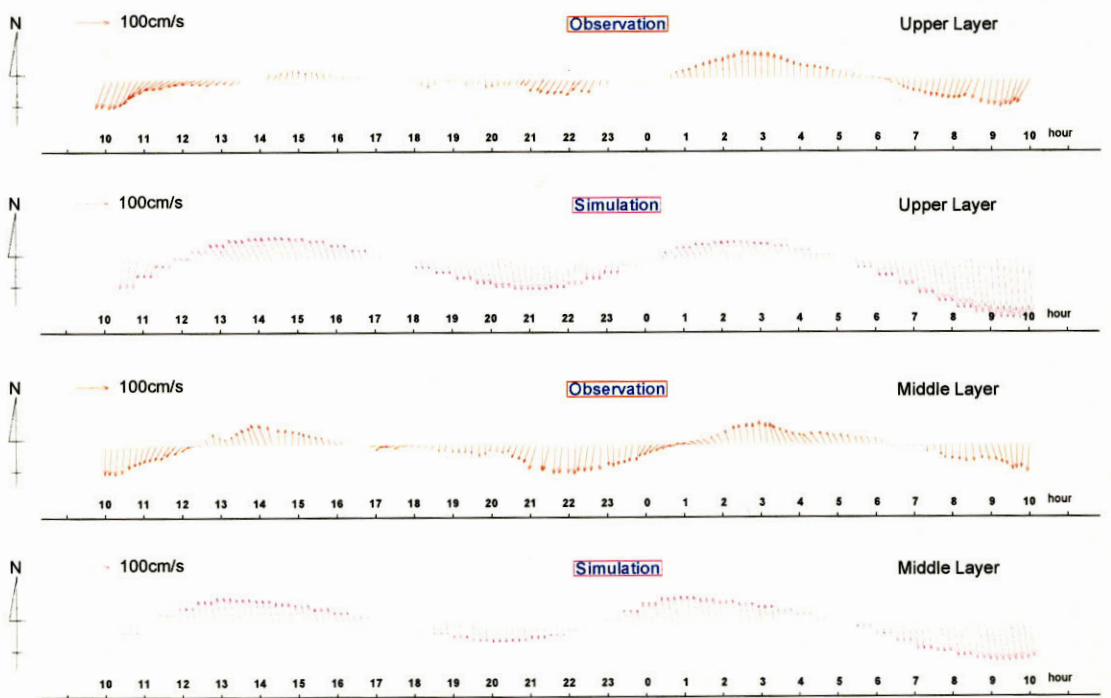 N 100cm/s Observation Upper Layer
10 11 12 13 14 15 16 17 18 19 20 21 22 23 0 1 2 3 4 5 6 7 8 9 10 hour
N 100cm/s Simulation Upper Layer
10 11 12 13 14 15 16 17 18 19 20 21 22 23 0 1 2 3 4 5 6 7 8 9 10 hour
N 100cm/s Observation Middle Layer
10 11 12 13 14 15 16 17 18 19 20 21 22 23 0 1 2 3 4 5 6 7 8 9 10 hour
N 100cm/s Simulation Middle Layer
10 11 12 13 14 15 16 17 18 19 20 21 22 23 0 1 2 3 4 5 6 7 8 9 10 hour